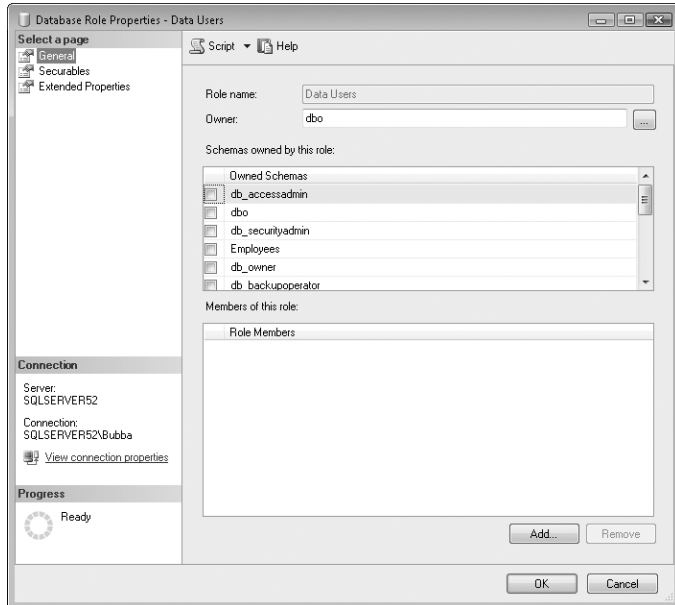 Database Role Properties - Data Users
Select a page
General
Securables
Extended Properties
Script
Help
Role name:
Data Users
Owner:
dbo
...
Schemas owned by this role:
Owned Schemas
db_accessadmin
dbo
db_securityadmin
Employees
db_owner
db_backupoperator
Members of this role:
Role Members
Connection
Server:
SQLSERVER52
Connection:
SQLSERVER52\Bubba
View connection properties
Progress
Ready
Add...
Remove
OK
Cancel